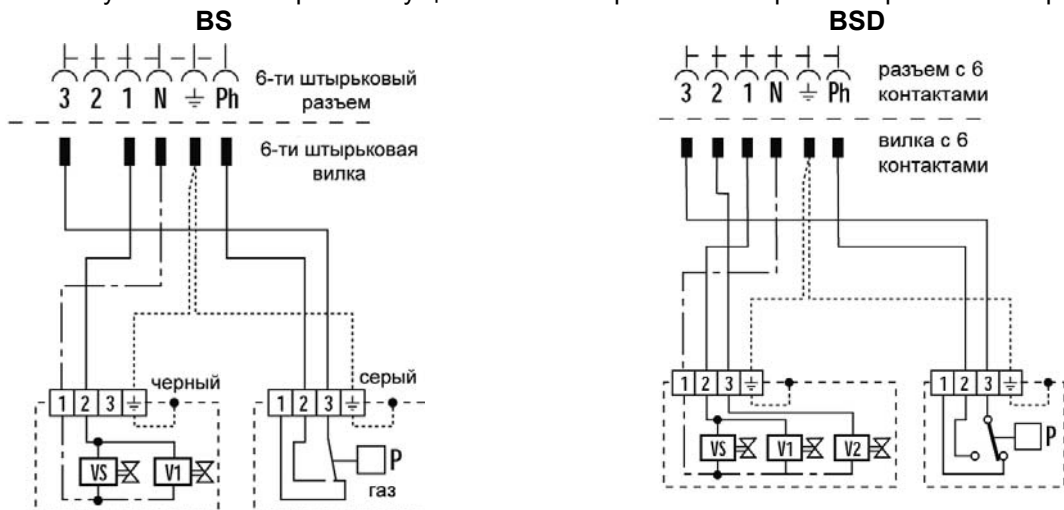 BS
3 2 1 N Ph
6-ти штырьковый
разъем
6-ти штырьковая
вилка
черный
серый
1 2 3
1 2 3
VS V1
P
газ
BSD
3 2 1 N Ph
разъем с 6
контактами
вилка с 6
контактами
1 2 3
1 2 3
VS V1 V2
P